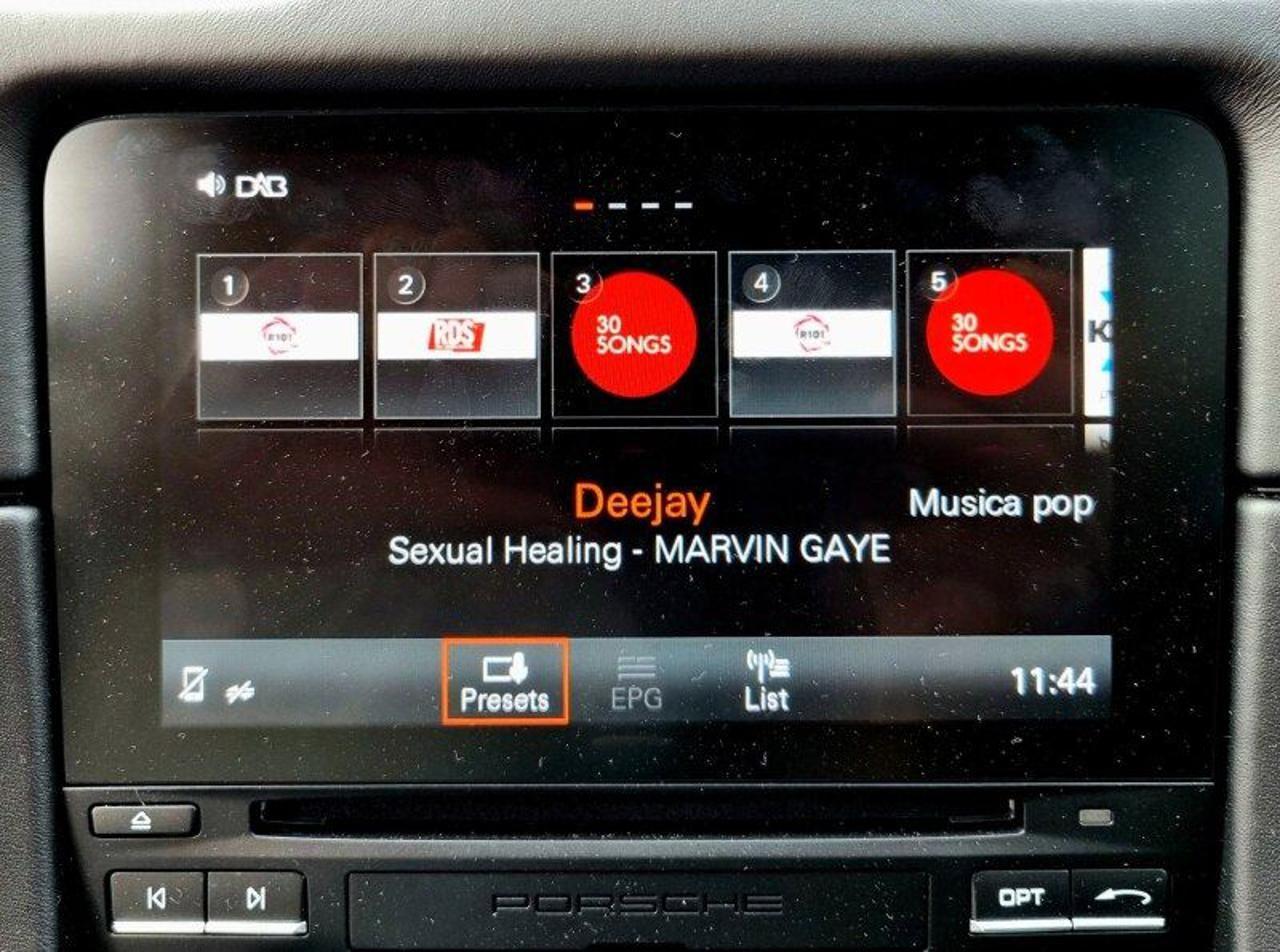 DAB
1
2
3
4
5
R101
RDS
30
SONGS
R101
30
SONGS
K
Deejay
Musica pop
Sexual Healing - MARVIN GAYE
Presets
EPG
List
11:44
PORSCHE
OPT